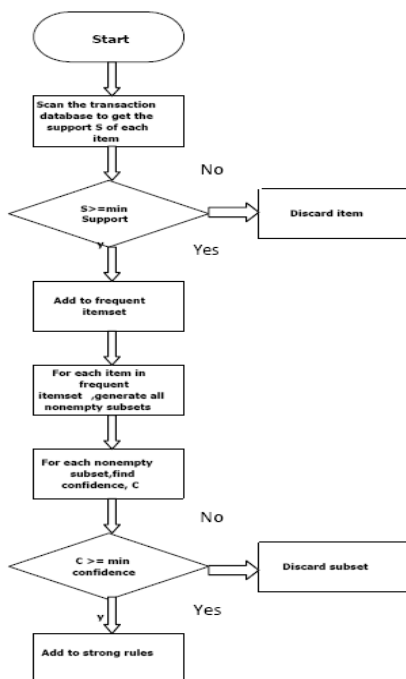 Start
Scan the transaction
database to get the
support S of each
item
No
S>=min
Support
Discard item
y
Yes
Add to frequent
itemset
For each item in
frequent
itemset ,generate all
nonempty subsets
For each nonempty
subset,find
confidence, C
No
C >= min
confidence
Discard subset
y
Yes
Add to strong rules